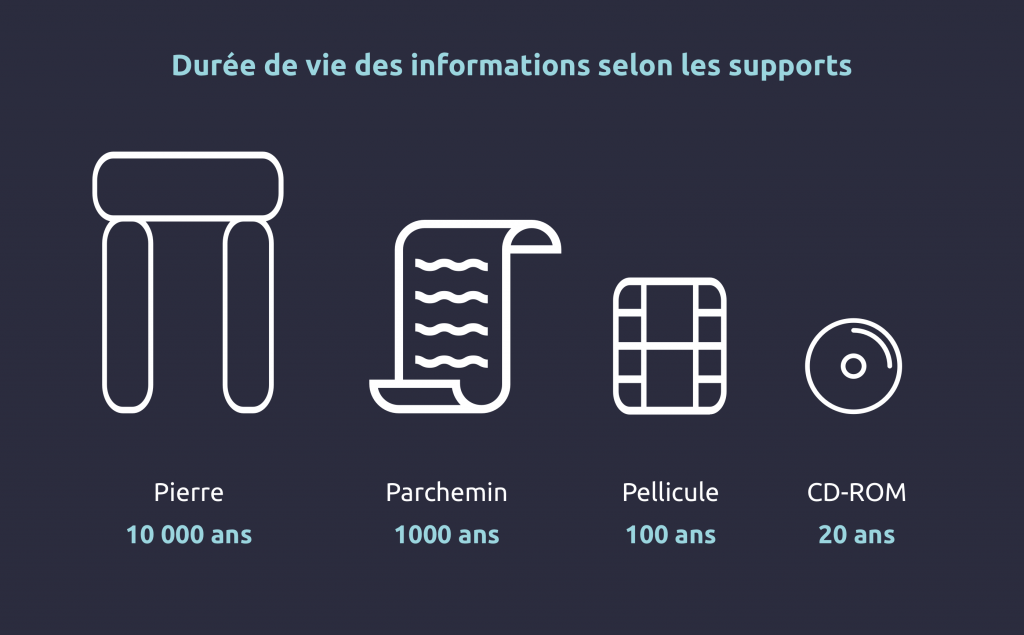 Durée de vie des informations selon les supports
Pierre
10 000 ans
Parchemin
1000 ans
Pellicule
100 ans
CD-ROM
20 ans